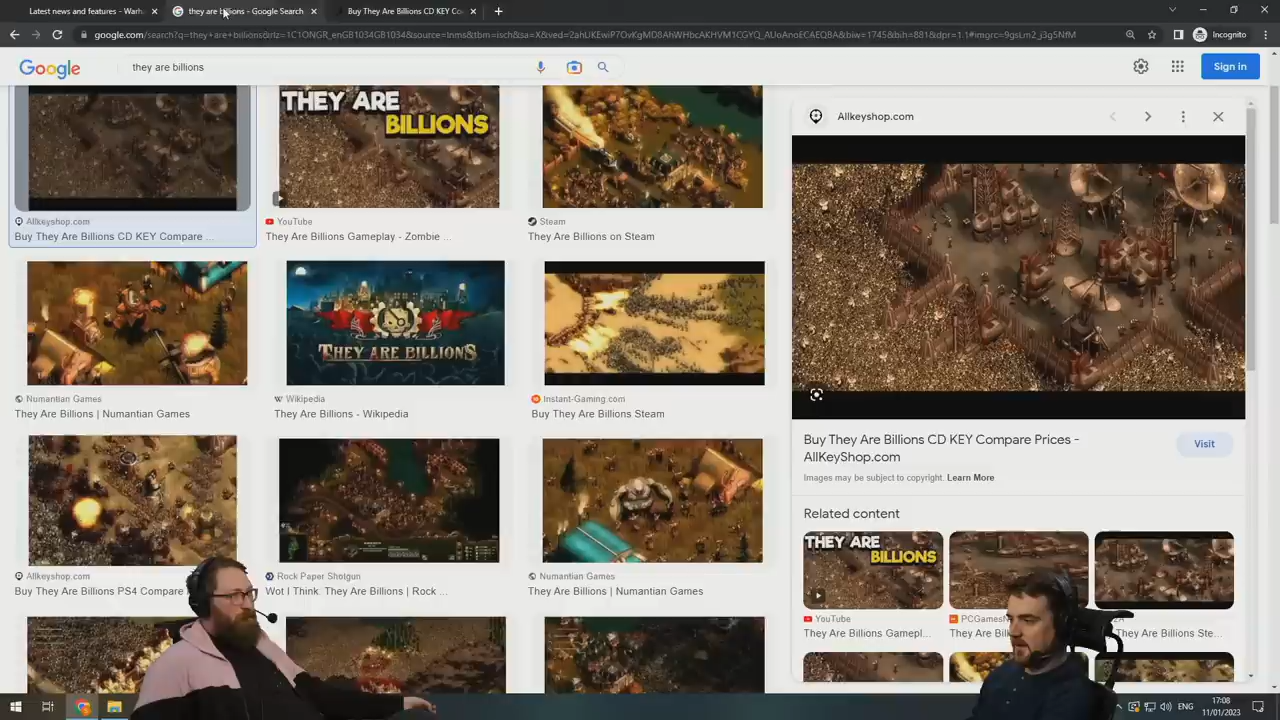 Latest news and features - Warh
they are billions - Google Search
Buy They Are Billions CD KEY Co
google.com/search?q=they+are+billions&rlz=1C1ONGR_enGB1034GB1034&source=lnms&tbm=isch&sa=X&ved=2ahUKEwiP7OvKgMD8AhWHbcAKHVM1CGYQ_AUoAnoECAEQBA&biw=1745&bih=881&dpr=1.1#imgrc=9gsLm2_j3g5NfM
Incognito
Google
they are billions
Sign in
THEY ARE
BILLIONS
Allkeyshop.com
Allkeyshop.com
Buy They Are Billions CD KEY Compare ...
YouTube
They Are Billions Gameplay - Zombie ...
Steam
They Are Billions on Steam
THEY ARE BILLIONS
Numantian Games
They Are Billions | Numantian Games
Wikipedia
They Are Billions - Wikipedia
Instant-Gaming.com
Buy They Are Billions Steam
Buy They Are Billions CD KEY Compare Prices -
AllKeyShop.com
Visit
Images may be subject to copyright. Learn More
Related content
THEY ARE
BILLIONS
Allkeyshop.com
Buy They Are Billions PS4 Compare
Rock Paper Shotgun
Wot I Think: They Are Billions | Rock ...
Numantian Games
They Are Billions | Numantian Games
YouTube
They Are Billions Gamepl...
PCGamesN
They Are Bil
They Are Billions Ste...
ENG
17:08
11/01/2023